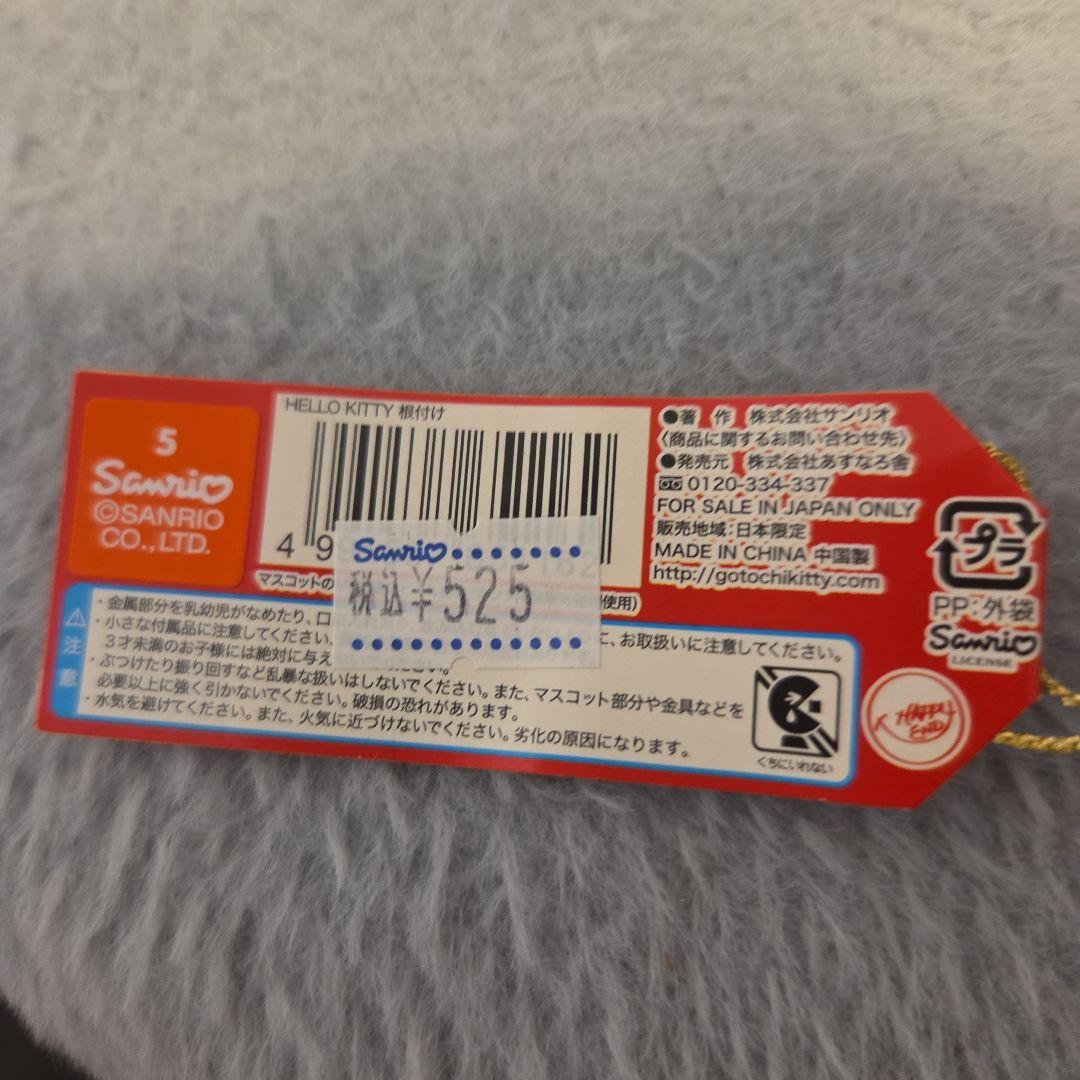 5
Sanrio
©SANRIO
CO.,LTD.
HELLO KITTY 根付け
4 9
162
Sanrio
税込¥525
マスコットの
使用)
●著 作 株式会社サンリオ
〈商品に関するお問い合わせ先〉
●発売元 株式会社あすなろ舎
0120-334-337
FOR SALE IN JAPAN ONLY
販売地域:日本限定
MADE IN CHINA 中国製
http://gotochikitty.com
プラ
PP:外袋
Sanrio
LICENSE
HAPPY
END
注意
・金属部分を乳幼児がなめたり、口
に、お取扱いに注意してください。
・小さな付属品に注意してください。
3才未満のお子様には絶対に与え
ください。
・ぶつけたり振り回すなど乱暴な扱いはしないでください。また、マスコット部分や金具などを
必要以上に強く引かないでください。破損の恐れがあります。
・水気を避けてください。また、火気に近づけないでください。劣化の原因になります。
くちにいれない